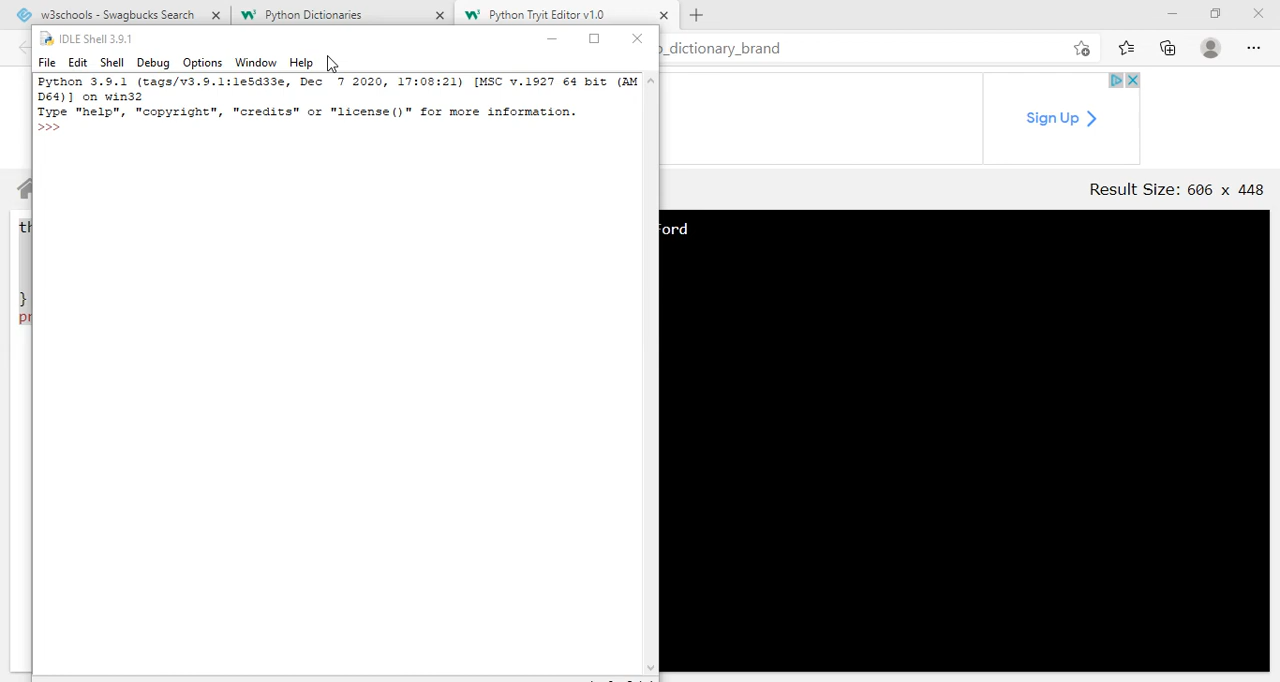 w3schools - Swagbucks Search
Python Dictionaries
Python Tryit Editor v1.0
IDLE Shell 3.9.1
_dictionary_brand
File Edit Shell Debug Options Window Help
Python 3.9.1 (tags/v3.9.1:1e5d33e, Dec 7 2020, 17:08:21) [MSC v.1927 64 bit (AM
D64)] on win32
Type "help", "copyright", "credits" or "license()" for more information.
>>>
Sign Up
Result Size: 606 x 448
th
Ford
}
pr